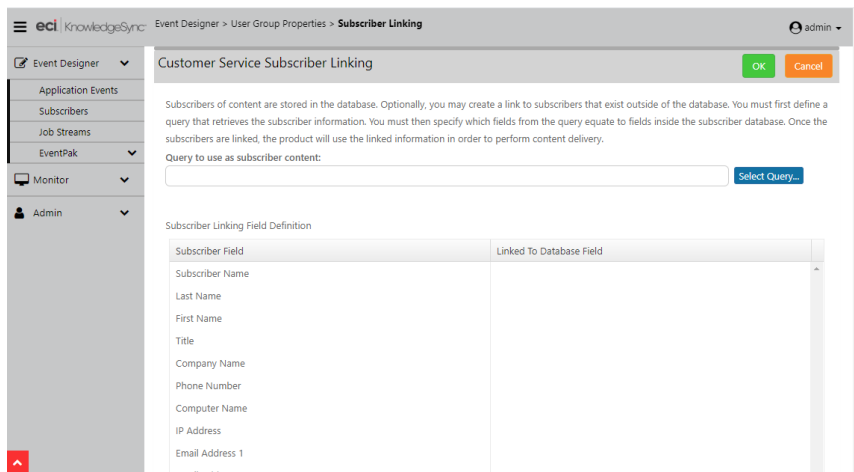 eci KnowledgeSync
Event Designer > User Group Properties > Subscriber Linking
admin
Event Designer
Application Events
Subscribers
Job Streams
EventPak
Monitor
Admin
Customer Service Subscriber Linking
OK
Cancel
Subscribers of content are stored in the database. Optionally, you may create a link to subscribers that exist outside of the database. You must first define a
query that retrieves the subscriber information. You must then specify which fields from the query equate to fields inside the subscriber database. Once the
subscribers are linked, the product will use the linked information in order to perform content delivery.
Query to use as subscriber content:
Select Query...
Subscriber Linking Field Definition
Subscriber Field
Linked To Database Field
Subscriber Name
Last Name
First Name
Title
Company Name
Phone Number
Computer Name
IP Address
Email Address 1